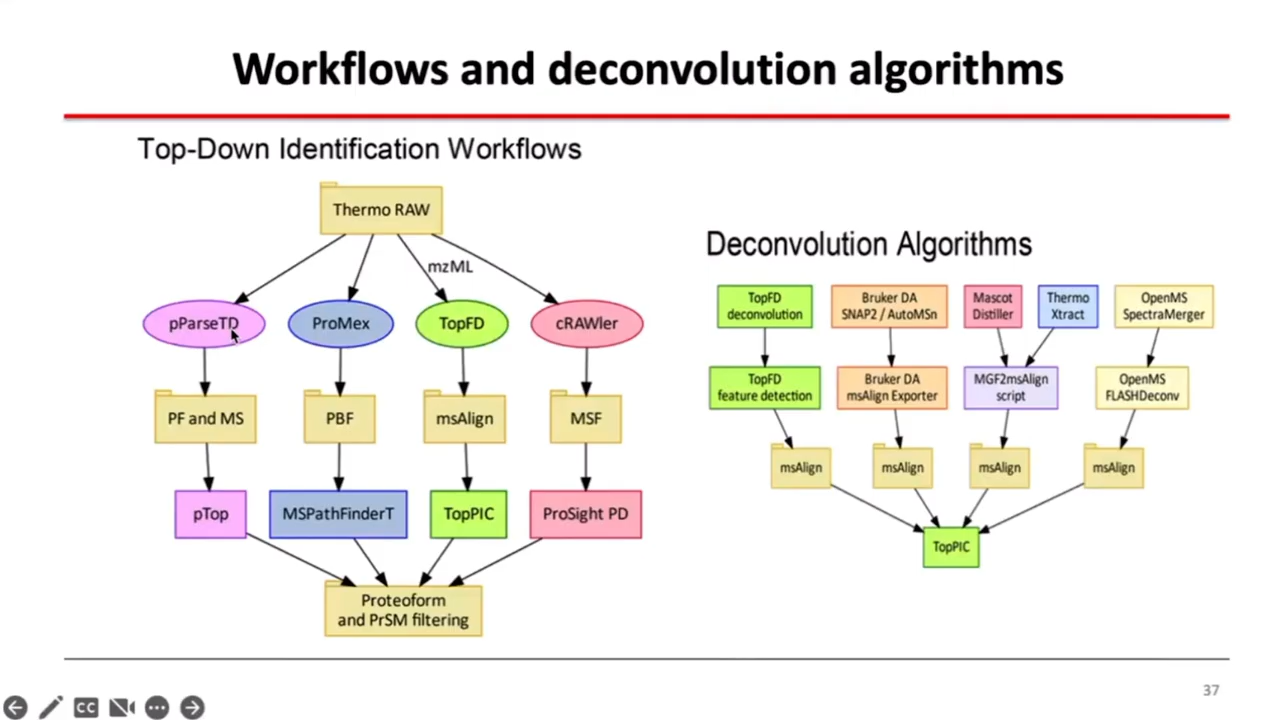 Workflows and deconvolution algorithms
Top-Down Identification Workflows
Thermo RAW
mzML
pParseTD
ProMex
TopFD
cRAWler
PF and MS
PBF
msAlign
MSF
pTop
MSPathFinderT
TopPIC
ProSight PD
Proteoform
and PrSM filtering
Deconvolution Algorithms
TopFD
deconvolution
Bruker DA
SNAP2 / AutoMSn
Mascot
Distiller
Thermo
Xtract
OpenMS
SpectraMerger
TopFD
feature detection
Bruker DA
msAlign Exporter
MGF2msAlign
script
OpenMS
FLASHDeconv
msAlign
msAlign
msAlign
msAlign
TopPIC
37
CC